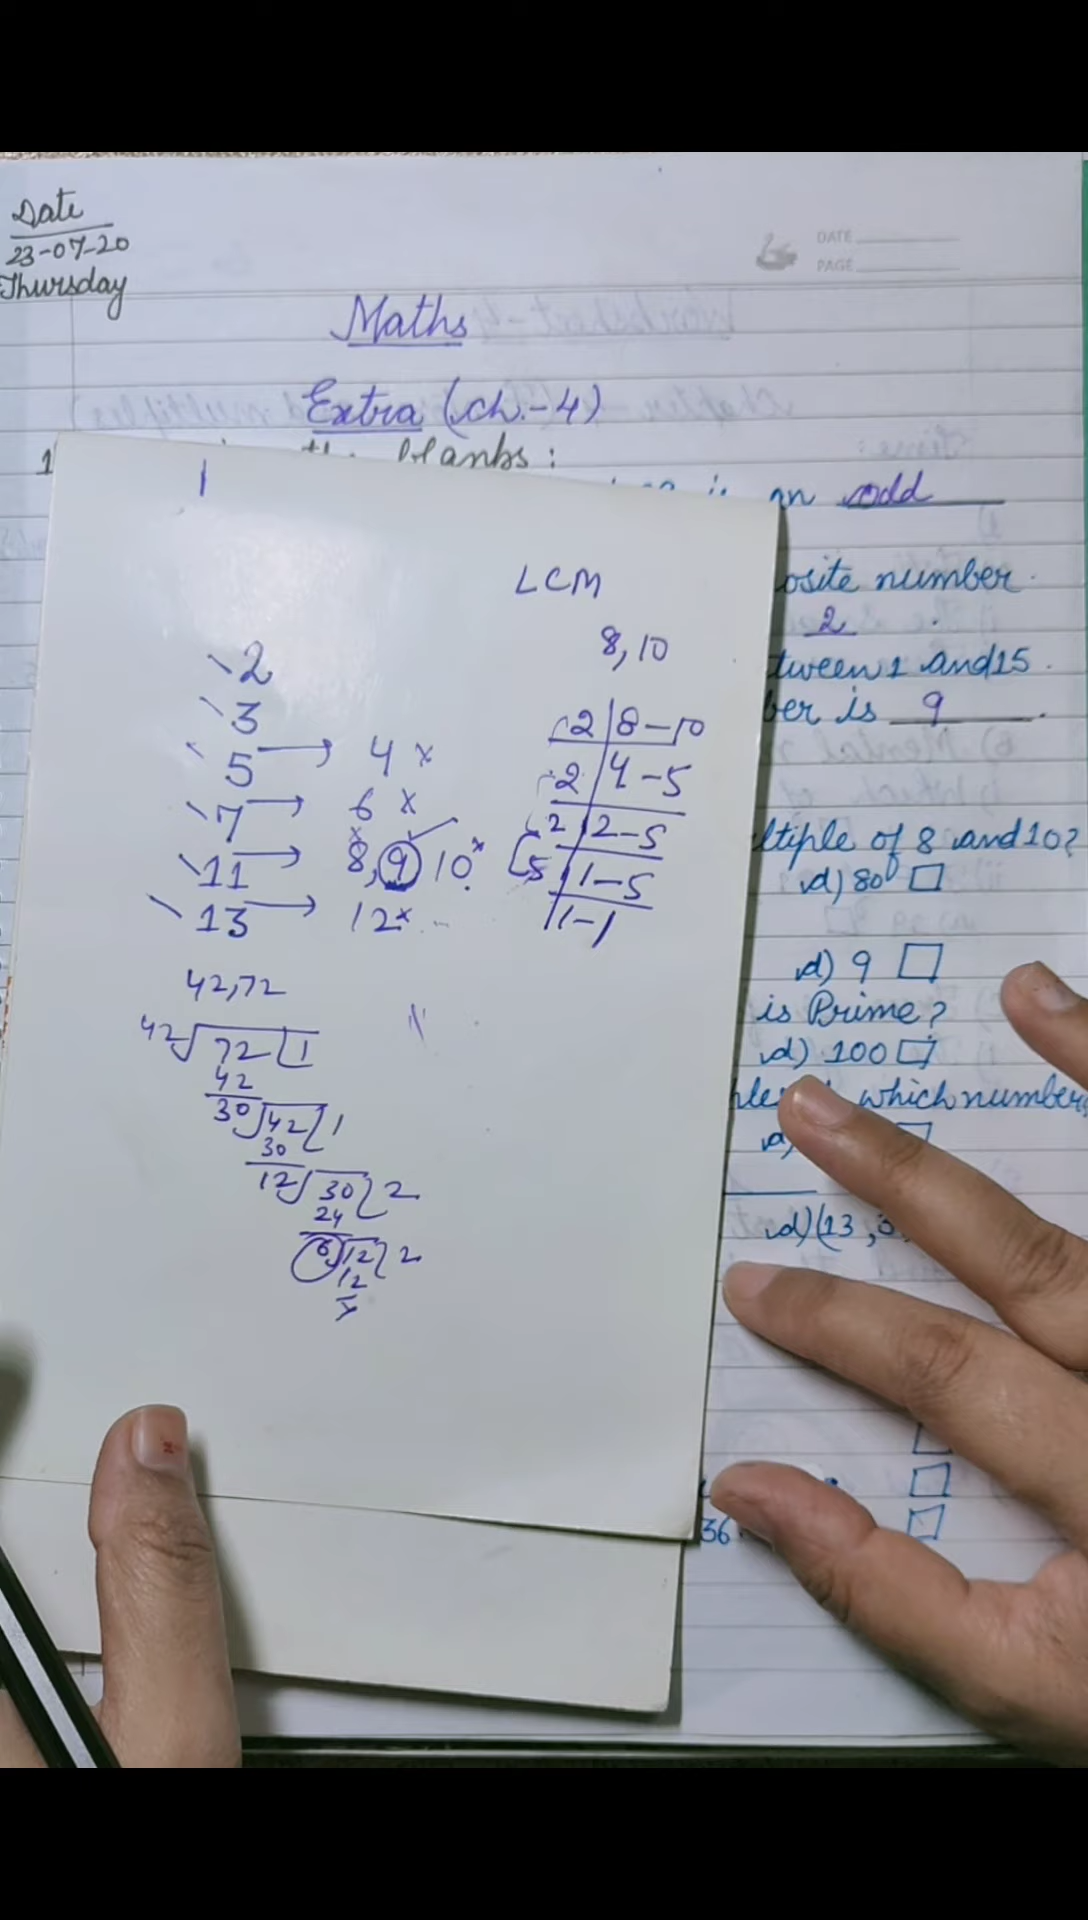 Date
23-07-20
Thursday
DATE
PAGE
Maths
Extra (ch.-4)
1
the blanks:
is an odd
osite number.
2
tween 1 and 15.
ber is 9.
ltiple of 8 and 10?
d) 80
d) 9
is Prime?
d) 100
which number
d) (13,
36
1
2
3
5 → 4 ×
7 → 6 ×
11 → 8, 9 10
13 → 12×
LCM
8, 10
2 | 8-10
2 | 4-5
2 | 2-5
5 | 1-5
1-1
42,72
42 72 1
42
30 42 1
30
12 30 2
24
6 12 2
12
×